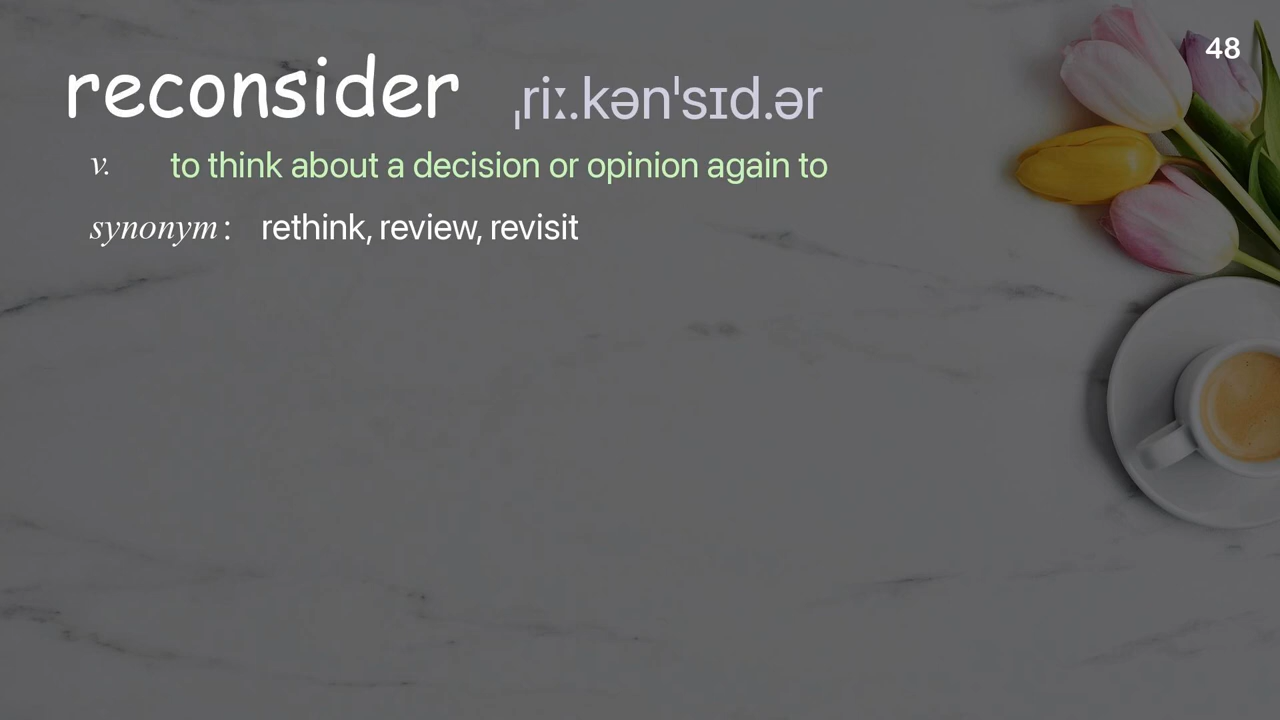 48
reconsider ˌriː.kənˈsɪd.ər
v. to think about a decision or opinion again to
synonym: rethink, review, revisit